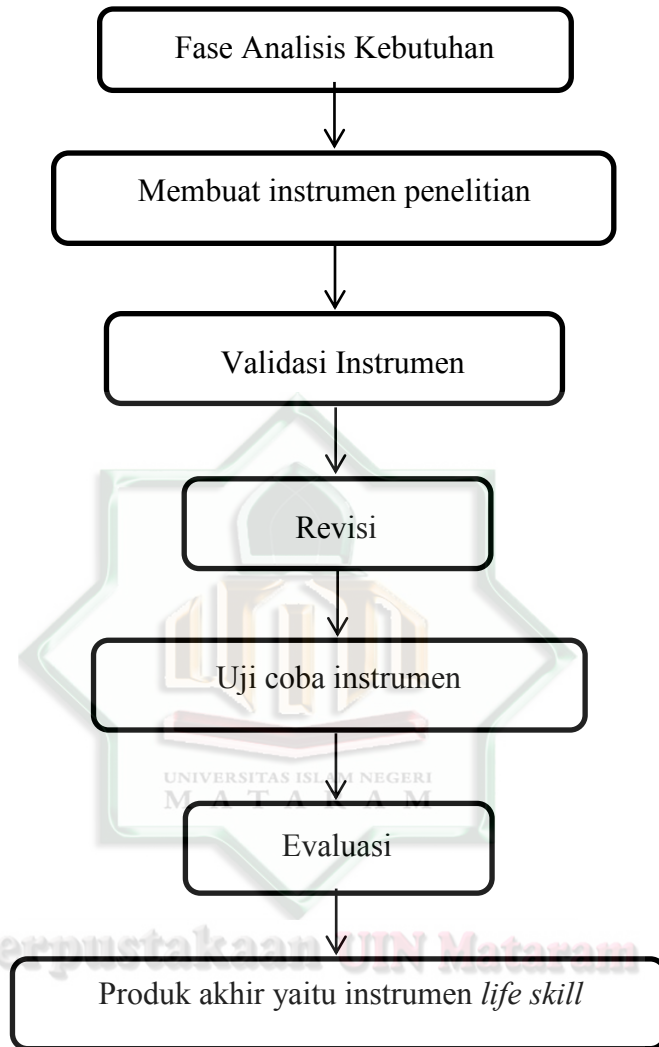 Fase Analisis Kebutuhan
Membuat instrumen penelitian
Validasi Instrumen
Revisi
Uji coba instrumen
UNIVERSITAS ISLAM NEGERI
MATARAM
Evaluasi
erpustakaan UIN Mataram
Produk akhir yaitu instrumen life skill